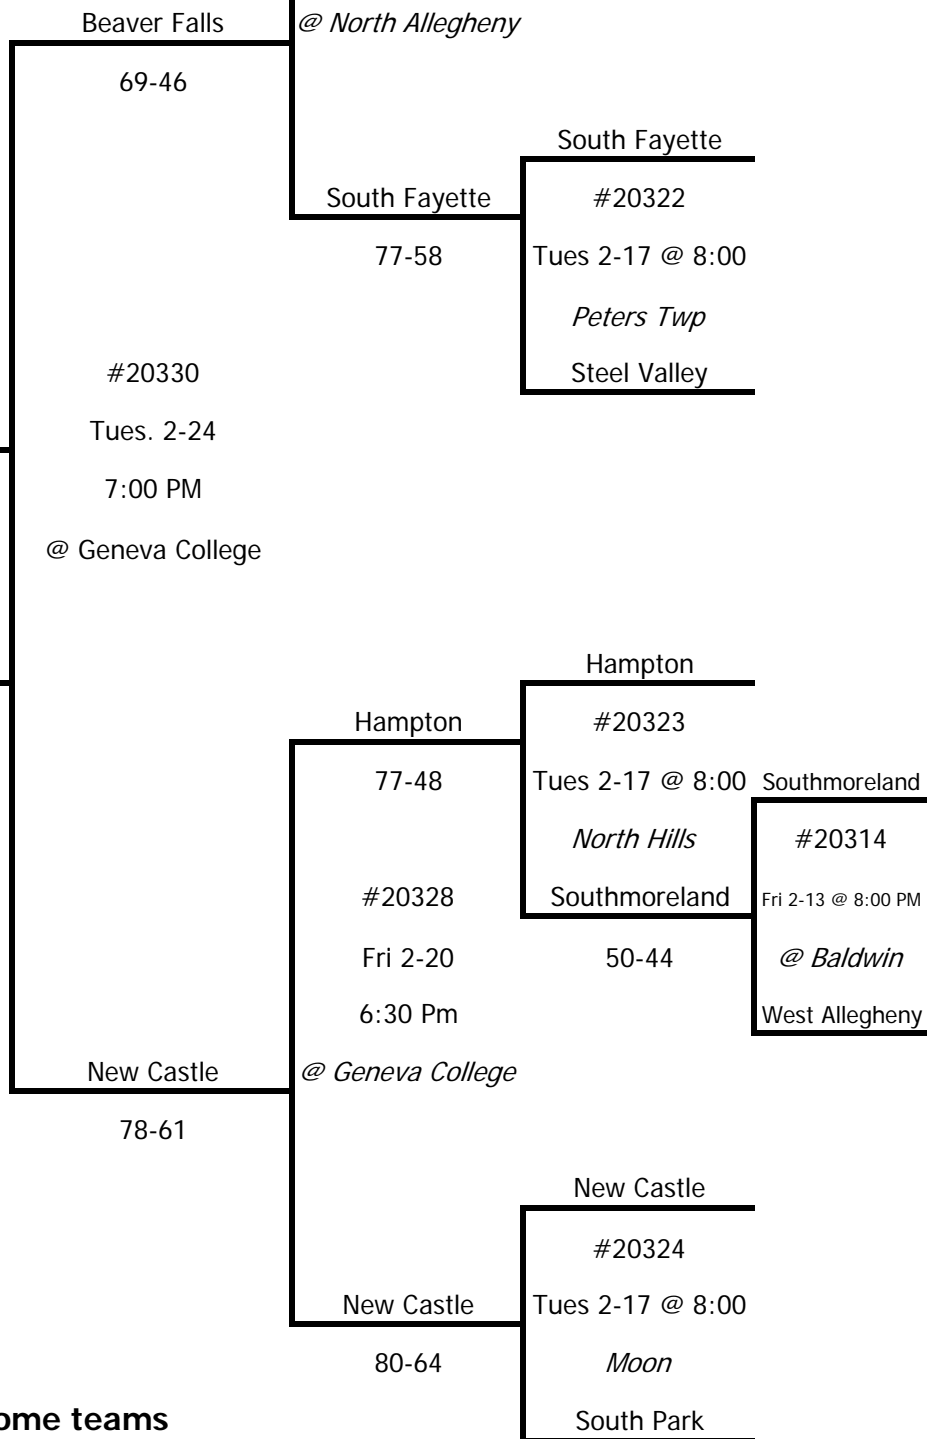 Beaver Falls
@ North Allegheny
69-46
South Fayette
South Fayette
#20322
77-58
Tues 2-17 @ 8:00
Peters Twp
#20330
Steel Valley
Tues. 2-24
7:00 PM
@ Geneva College
Hampton
Hampton
#20323
77-48
Tues 2-17 @ 8:00
Southmoreland
North Hills
#20314
#20328
Southmoreland
Fri 2-13 @ 8:00 PM
Fri 2-20
50-44
@ Baldwin
6:30 Pm
West Allegheny
New Castle
@ Geneva College
78-61
New Castle
#20324
New Castle
Tues 2-17 @ 8:00
80-64
Moon
ome teams
South Park